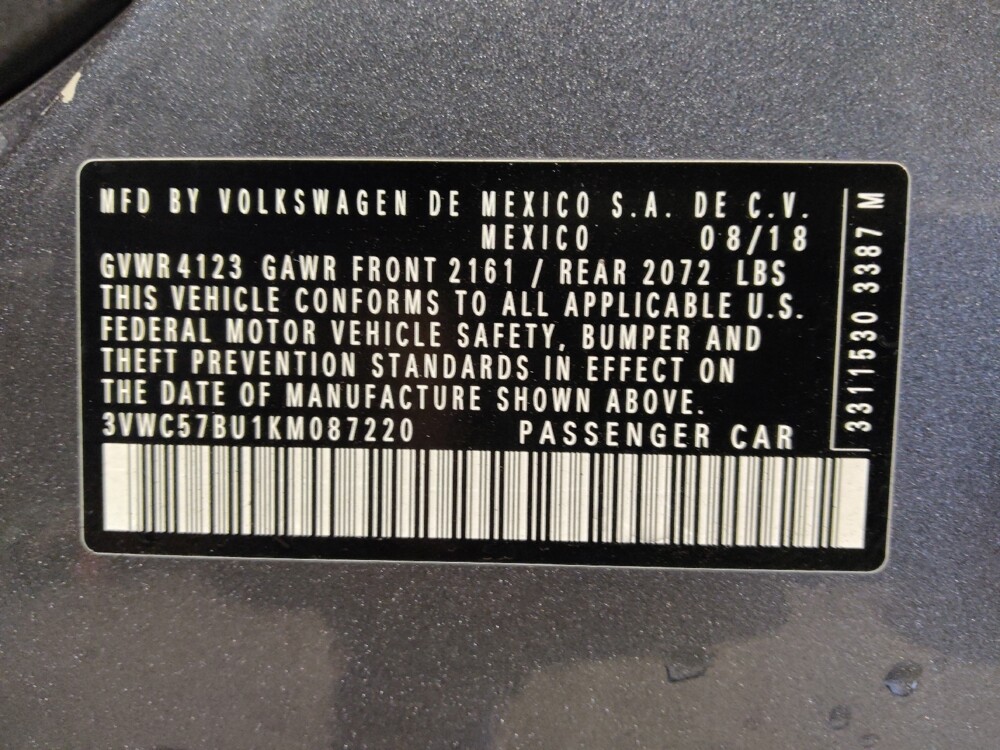 MFD BY VOLKSWAGEN DE MEXICO S.A. DE C.V.
MEXICO 08/18
GVWR 4123 GAWR FRONT 2161 / REAR 2072 LBS
THIS VEHICLE CONFORMS TO ALL APPLICABLE U.S.
FEDERAL MOTOR VEHICLE SAFETY, BUMPER AND
THEFT PREVENTION STANDARDS IN EFFECT ON
THE DATE OF MANUFACTURE SHOWN ABOVE.
3VWC57BU1KM087220 PASSENGER CAR
3311530 3387 M